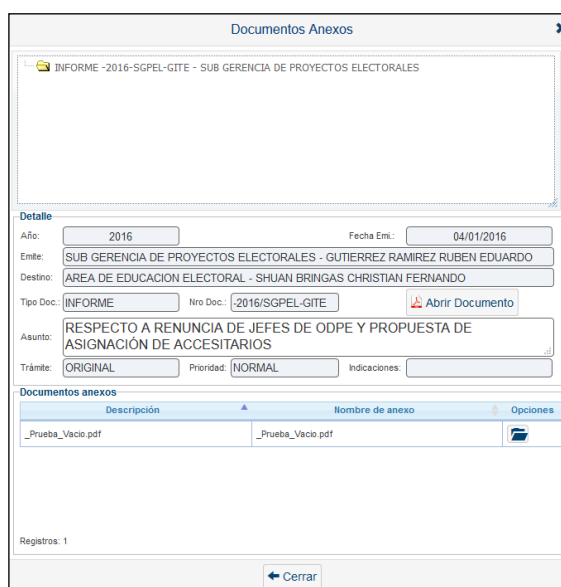 Documentos Anexos
INFORME -2016-SGPEL-GITE - SUB GERENCIA DE PROYECTOS ELECTORALES
Detalle
Año: 2016 Fecha Emi.: 04/01/2016
Emite: SUB GERENCIA DE PROYECTOS ELECTORALES - GUTIERREZ RAMIREZ RUBEN EDUARDO
Destino: AREA DE EDUCACION ELECTORAL - SHUAN BRINGAS CHRISTIAN FERNANDO
Tipo Doc.: INFORME Nro Doc.: -2016/SGPEL-GITE Abrir Documento
Asunto: RESPECTO A RENUNCIA DE JEFES DE ODPE Y PROPUESTA DE
ASIGNACIÓN DE ACCESITARIOS
Trámite: ORIGINAL Prioridad: NORMAL Indicaciones:
Documentos anexos
Descripción Nombre de anexo Opciones
_Prueba_Vacio.pdf _Prueba_Vacio.pdf
Registros: 1
Cerrar